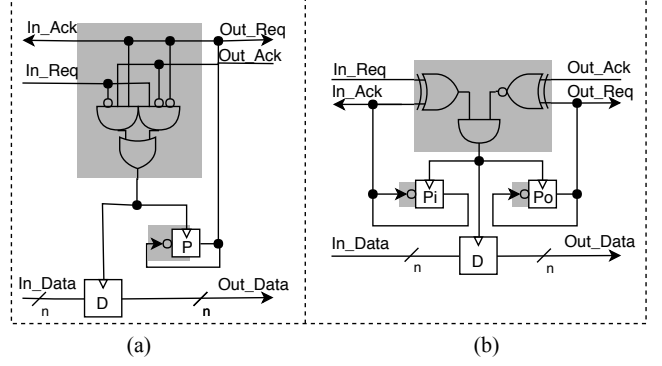 In_Ack
Out_Req
Out_Ack
In_Req
P
In_Data
D
Out_Data
n
n
(a)
In_Req
Out_Ack
In_Ack
Out_Req
Pi
Po
In_Data
D
Out_Data
n
n
(b)